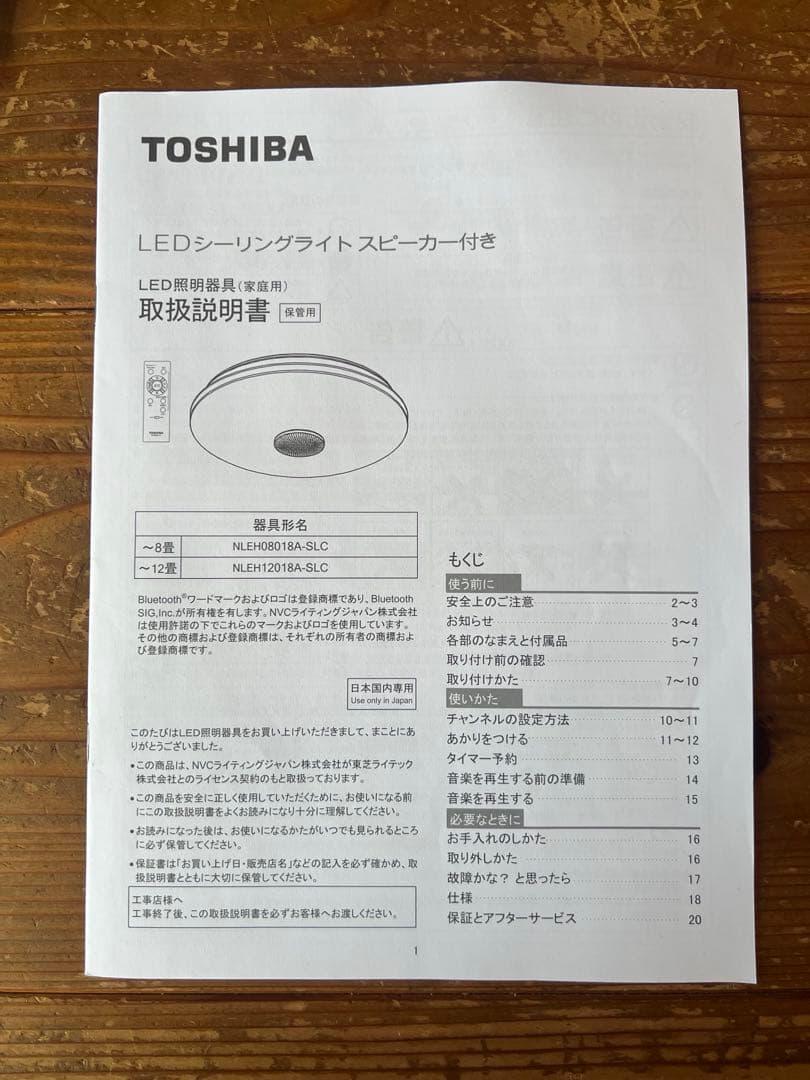 TOSHIBA
LEDシーリングライト スピーカー付き
LED照明器具(家庭用)
取扱説明書 保管用
器具形名
～8畳 NLEH08018A-SLC
～12畳 NLEH12018A-SLC
Bluetooth®ワードマークおよびロゴは登録商標であり、Bluetooth
SIG,Inc.が所有権を有します。NVCライティングジャパン株式会社
は使用許諾の下でこれらのマークおよびロゴを使用しています。
その他の商標および登録商標は、それぞれの所有者の商標およ
び登録商標です。
日本国内専用
Use only in Japan
このたびはLED照明器具をお買い上げいただきまして、まことにあ
りがとうございました。
•この商品は、NVCライティングジャパン株式会社が東芝ライテック
株式会社とのライセンス契約のもと取扱っております。
•この商品を安全に正しく使用していただくために、お使いになる前
にこの取扱説明書をよくお読みになり十分に理解してください。
•お読みになった後は、お使いになるかたがいつでも見られるところ
に必ず保管してください。
•保証書は「お買い上げ日・販売店名」などの記入を必ず確かめ、取
扱説明書とともに大切に保管してください。
工事店様へ
工事終了後、この取扱説明書を必ずお客様へお渡しください。
もくじ
使う前に
安全上のご注意 2～3
お知らせ 3～4
各部のなまえと付属品 5～7
取り付け前の確認 7
取り付けかた 7～10
使いかた
チャンネルの設定方法 10～11
あかりをつける 11～12
タイマー予約 13
音楽を再生する前の準備 14
音楽を再生する 15
必要なときに
お手入れのしかた 16
取り外しかた 16
故障かな? と思ったら 17
仕様 18
保証とアフターサービス 20
1